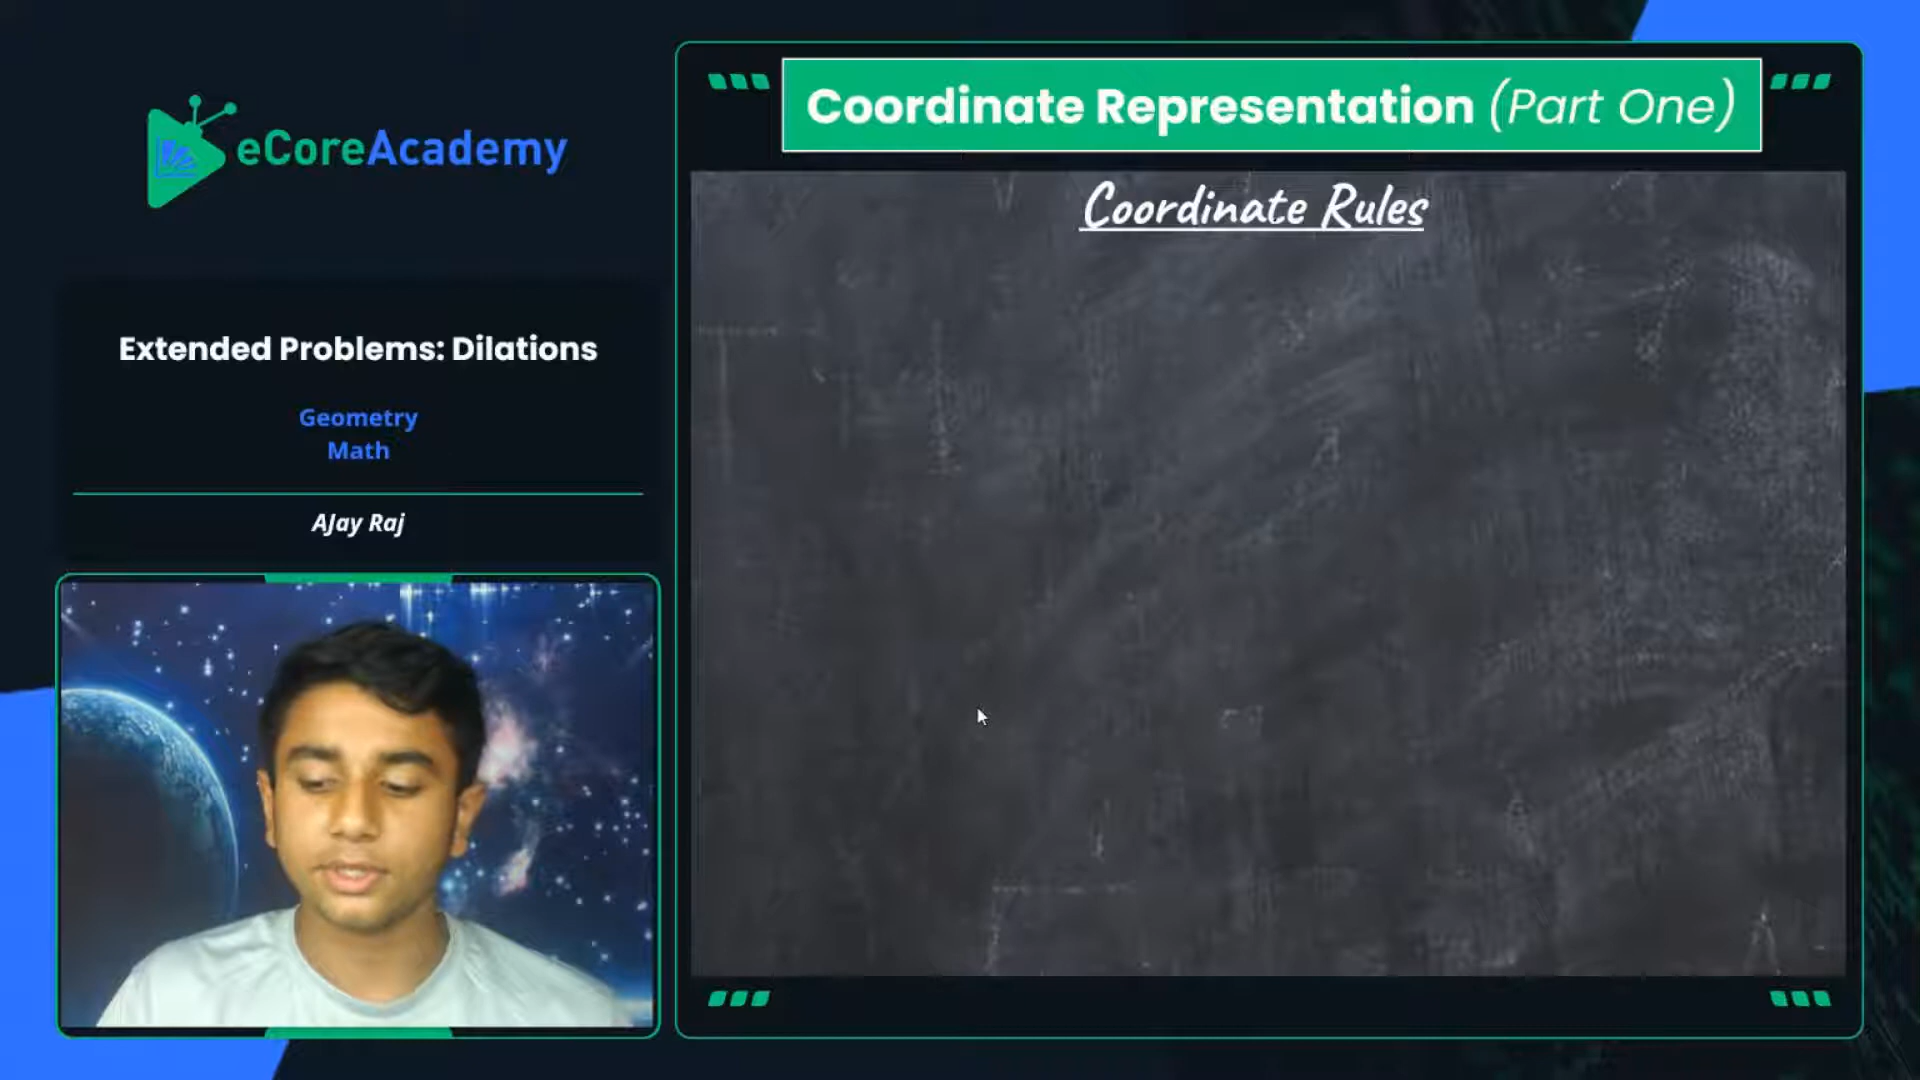 eCoreAcademy
Extended Problems: Dilations
Geometry
Math
AJay Raj
Coordinate Representation (Part One)
Coordinate Rules